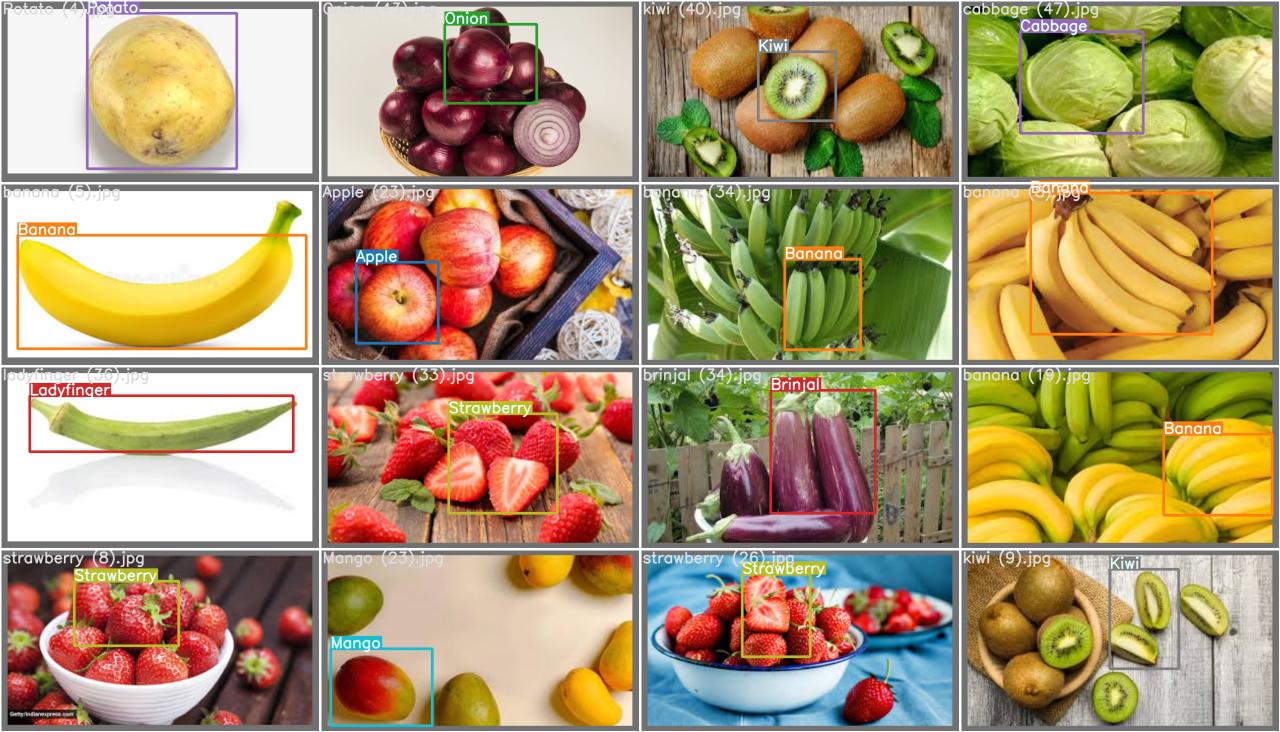 Potato (4).jpg
Potato
Onion (43).jpg
Onion
kiwi (40).jpg
Kiwi
cabbage (47).jpg
Cabbage
banana (5).jpg
Banana
Apple (23).jpg
Apple
banana (34).jpg
Banana
banana
Banana
ladyfinger (36).jpg
Ladyfinger
strawberry (33).jpg
Strawberry
brinjal (34).jpg
Brinjal
banana (19).jpg
Banana
strawberry (8).jpg
Strawberry
Getty/indianexpress.com
Mango (23).jpg
Mango
strawberry (26).jpg
Strawberry
kiwi (9).jpg
Kiwi